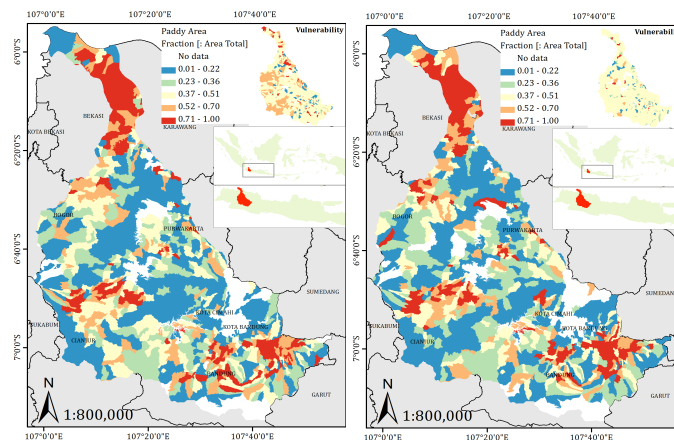 107°0'0" 107°20'0" 107°40'0"
Paddy Area
Fraction [: Area Total]
No data
0.01 - 0.22
0.23 - 0.36
0.37 - 0.51
0.52 - 0.70
0.71 - 1.00
Vulnerability
6°0'0"
6°20'0"
6°40'0"
7°0'0"
BEKASI
KOTA BEKASI
KARAWANG
BOGOR
PURWAKARTA
SUMEDANG
KOTA CIMAHI
KOTA BANDUNG
SUKABUMI
CIANJUR
BANDUNG
GARUT
N
1:800,000
107°0'0" 107°20'0" 107°40'0"
107°0'0" 107°20'0" 107°40'0"
Paddy Area
Fraction [: Area Total]
No data
0.01 - 0.22
0.23 - 0.36
0.37 - 0.51
0.52 - 0.70
0.71 - 1.00
Vulnerability
6°0'0"
6°20'0"
6°40'0"
7°0'0"
BEKASI
KOTA BEKASI
KARAWANG
BOGOR
PURWAKARTA
SUMEDANG
KOTA CIMAHI
KOTA BANDUNG
SUKABUMI
CIANJUR
BANDUNG
GARUT
N
1:800,000
107°0'0" 107°20'0" 107°40'0"